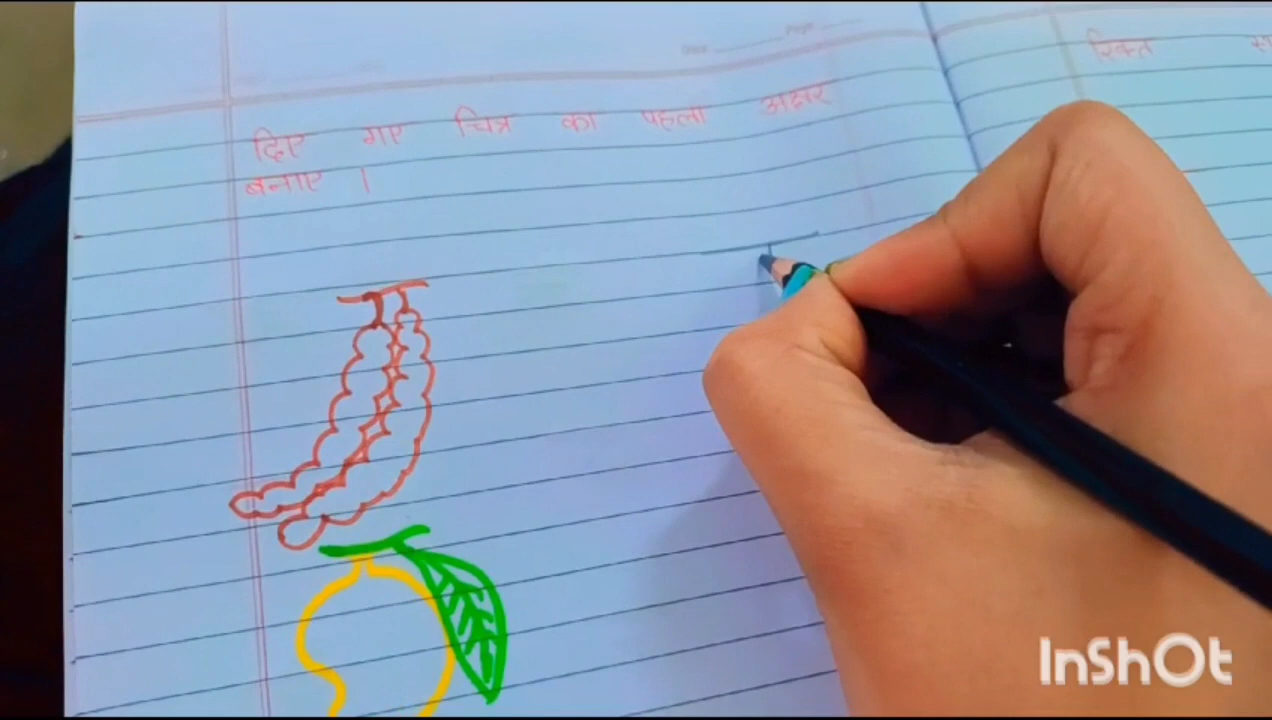 दिए गए चित्र का पहला अक्षर
बनाए ।
रिक्त
InShOt